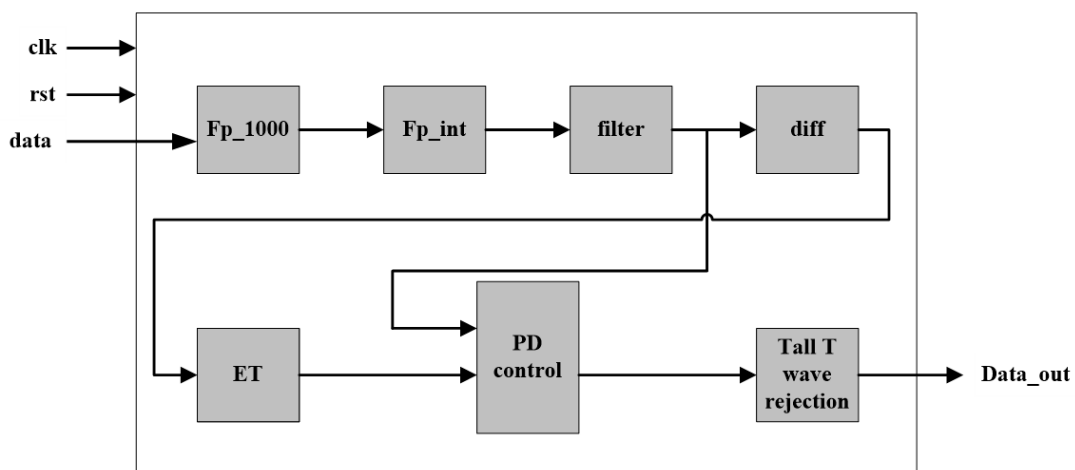 clk
rst
data
Fp_1000
Fp_int
filter
diff
ET
PD
control
Tall T
wave
rejection
Data_out